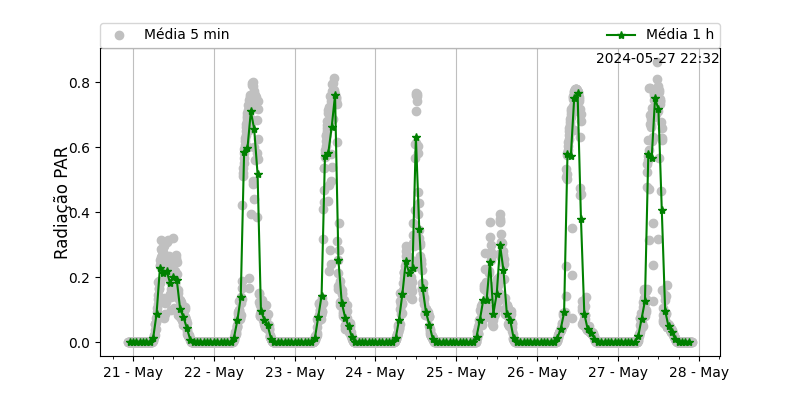 Média 5 min
Média 1 h
2024-05-27 22:32
Radiação PAR
0.8
0.6
0.4
0.2
0.0
21 - May
22 - May
23 - May
24 - May
25 - May
26 - May
27 - May
28 - May